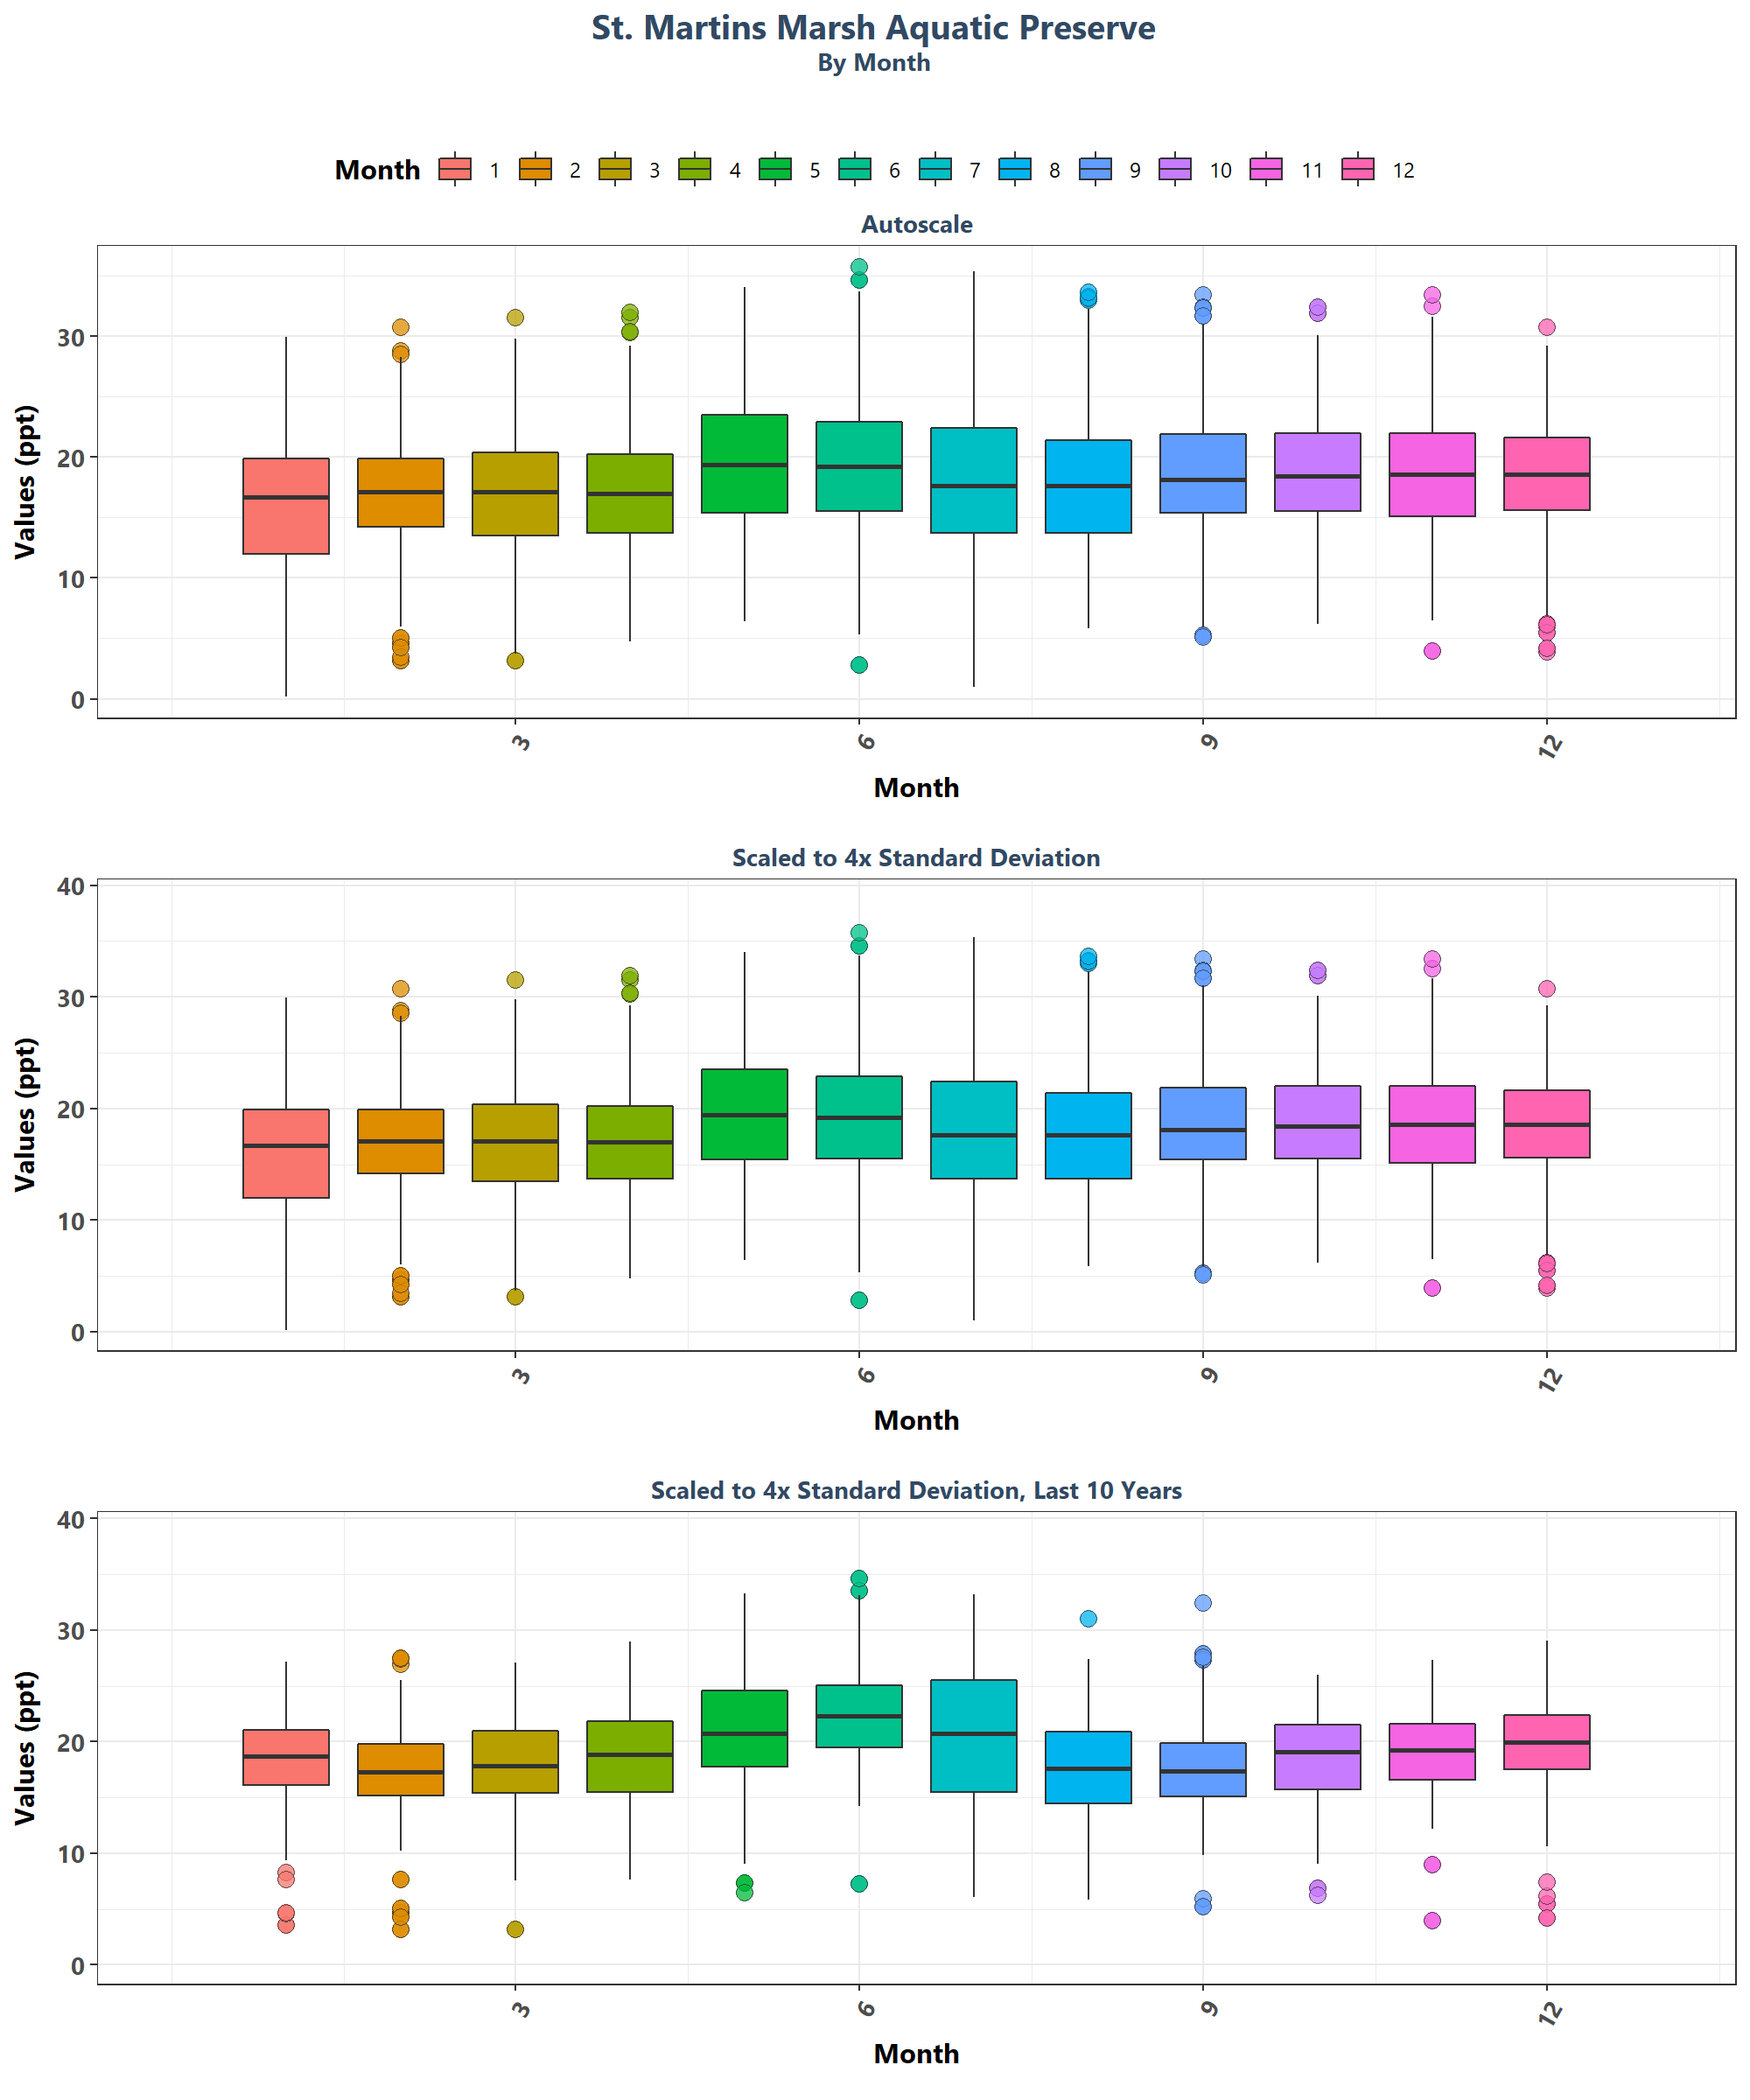 St. Martins Marsh Aquatic Preserve
By Month
Month 1 2 3 4 5 6 7 8 9 10 11 12
Autoscale
Values (ppt)
30
20
10
0
3 6 9 12
Month
Scaled to 4x Standard Deviation
Values (ppt)
40
30
20
10
0
3 6 9 12
Month
Scaled to 4x Standard Deviation, Last 10 Years
Values (ppt)
40
30
20
10
0
3 6 9 12
Month